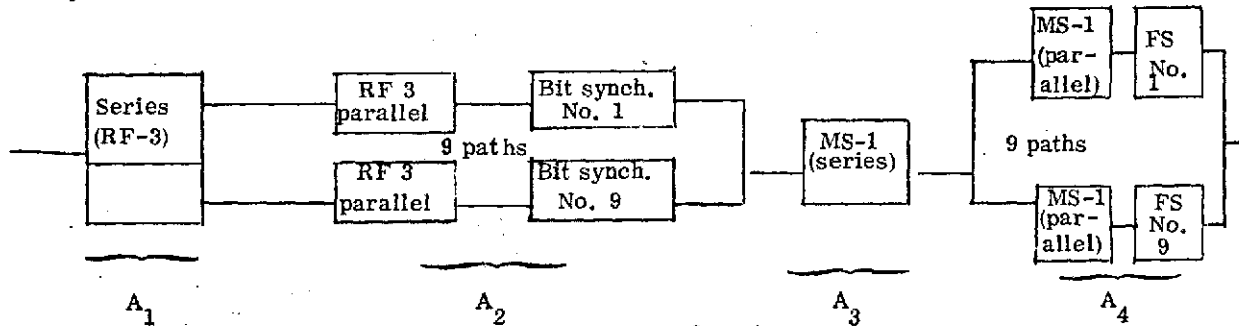 Series
(RF-3)
RF 3
parallel
Bit synch.
No. 1
9 paths
RF 3
parallel
Bit synch.
No. 9
MS-1
(series)
MS-1
(par-
allel)
FS
No.
1
9 paths
MS-1
(par-
allel)
FS
No.
9
A1
A2
A3
A4